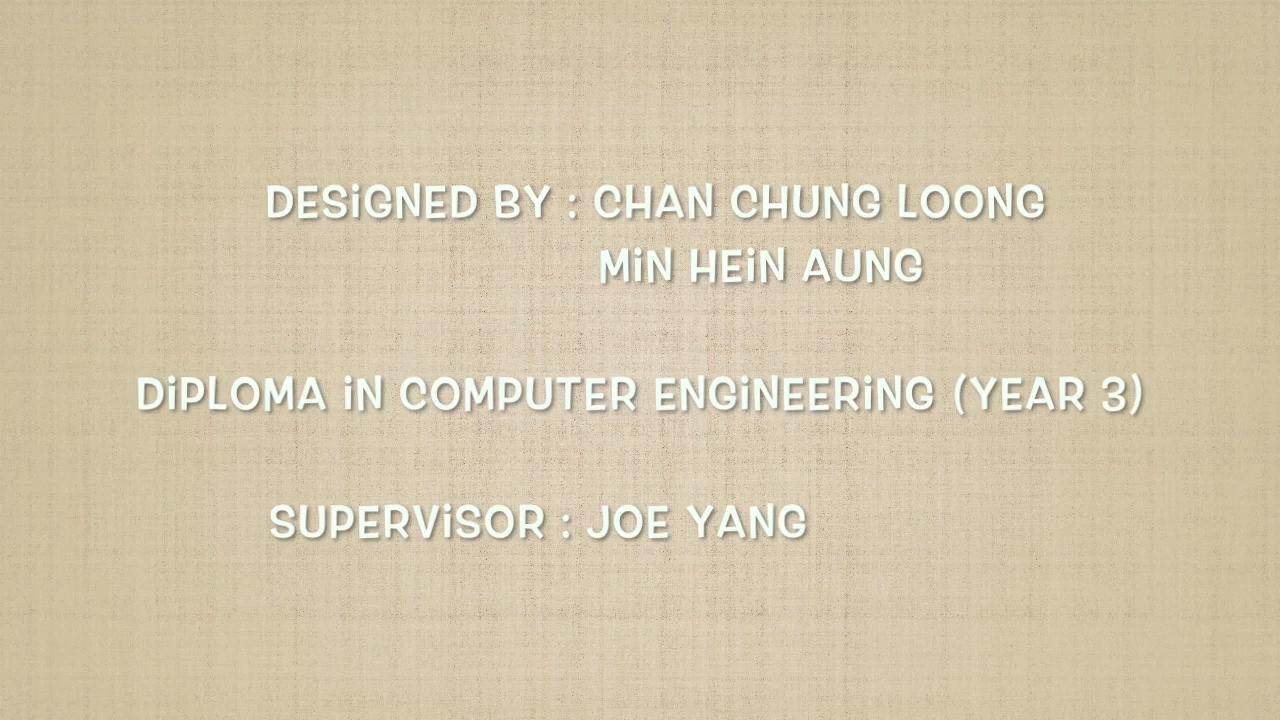 DESiGNED BY : CHAN CHUNG LOONG
MiN HEiN AUNG
DiPLOMA iN COMPUTER ENGiNEERiNG (YEAR 3)
SUPERViSOR : JOE YANG